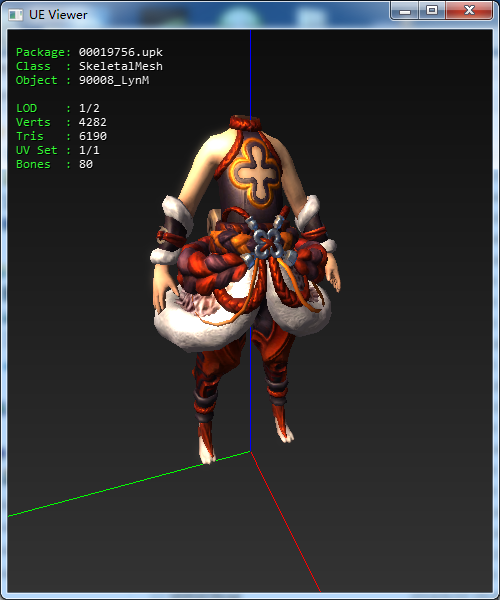 UE Viewer
Package: 00019756.upk
Class : SkeletalMesh
Object : 90008_LynM
LOD : 1/2
Verts : 4282
Tris : 6190
UV Set : 1/1
Bones : 80